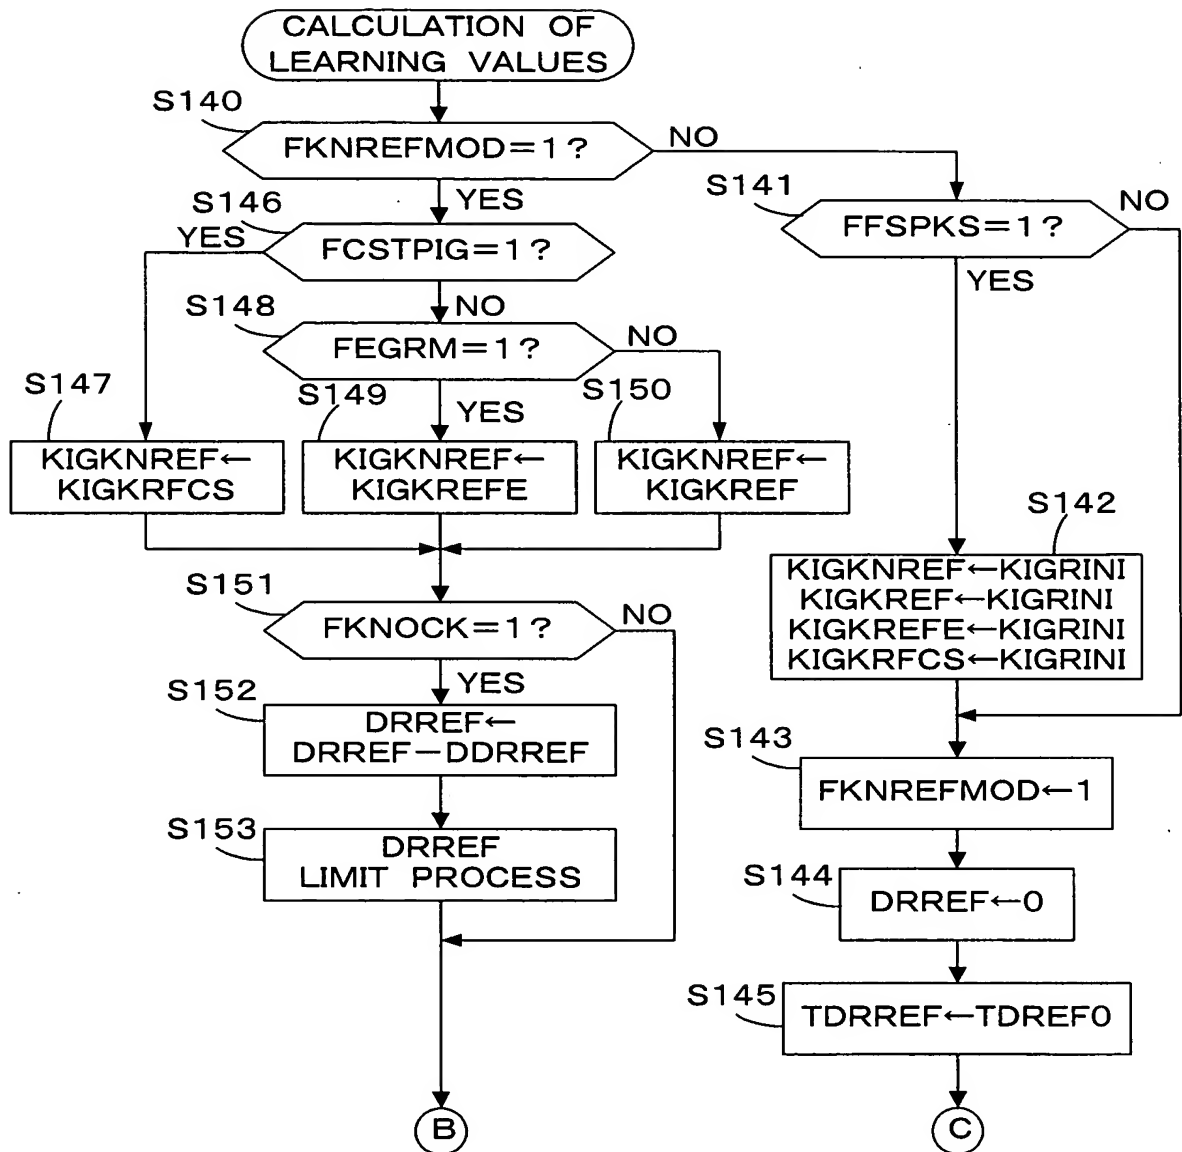 CALCULATION OF
LEARNING VALUES
S140
FKNREFMOD=1?
NO
YES
S141
FFSPKS=1?
NO
YES
S146
YES
FCSTPIG=1?
NO
S148
FEGRM=1?
NO
YES
S147
KIGKNREF←
KIGKRFCS
S149
KIGKNREF←
KIGKREFE
S150
KIGKNREF←
KIGKREF
S142
KIGKNREF←KIGRINI
KIGKREF←KIGRINI
KIGKREFE←KIGRINI
KIGKRFCS←KIGRINI
S151
FKNOCK=1?
NO
YES
S152
DRREF←
DRREF−DDRREF
S153
DRREF
LIMIT PROCESS
S143
FKNREFMOD←1
S144
DRREF←0
S145
TDRREF←TDREF0
B
C